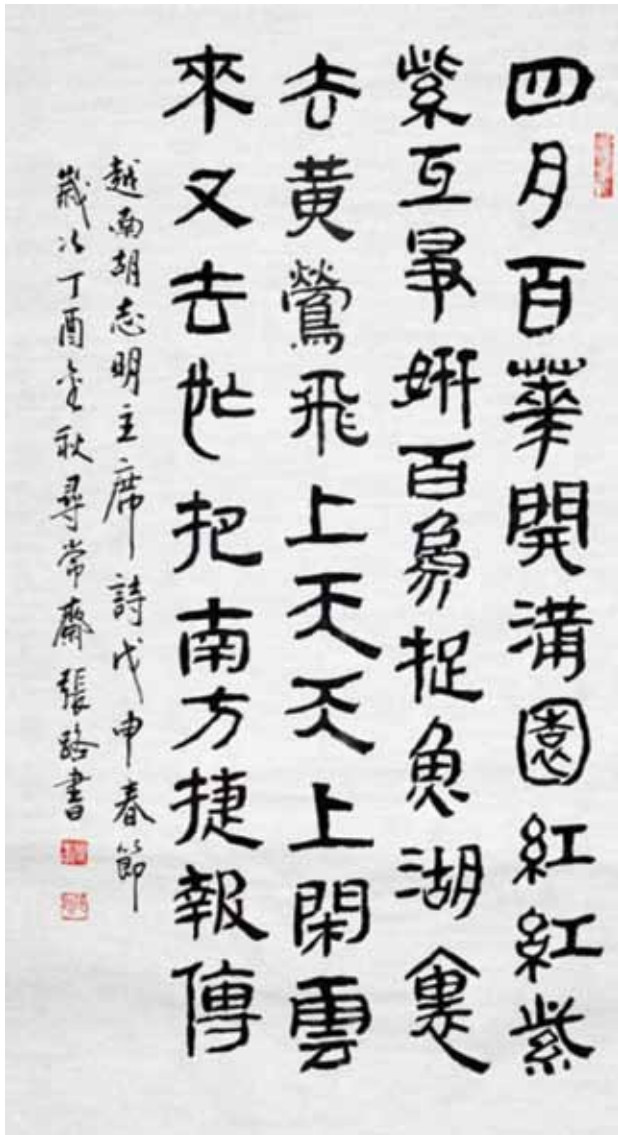 四月百華開滿園紅紅紫
紫互爭妍百鳥捉魚湖裏
去黄鶯飛上天天上閑雲
來又去忙把南方捷報傳
越南胡志明主席詩戊申春節
歲次丁酉金秋尋常齋張路書